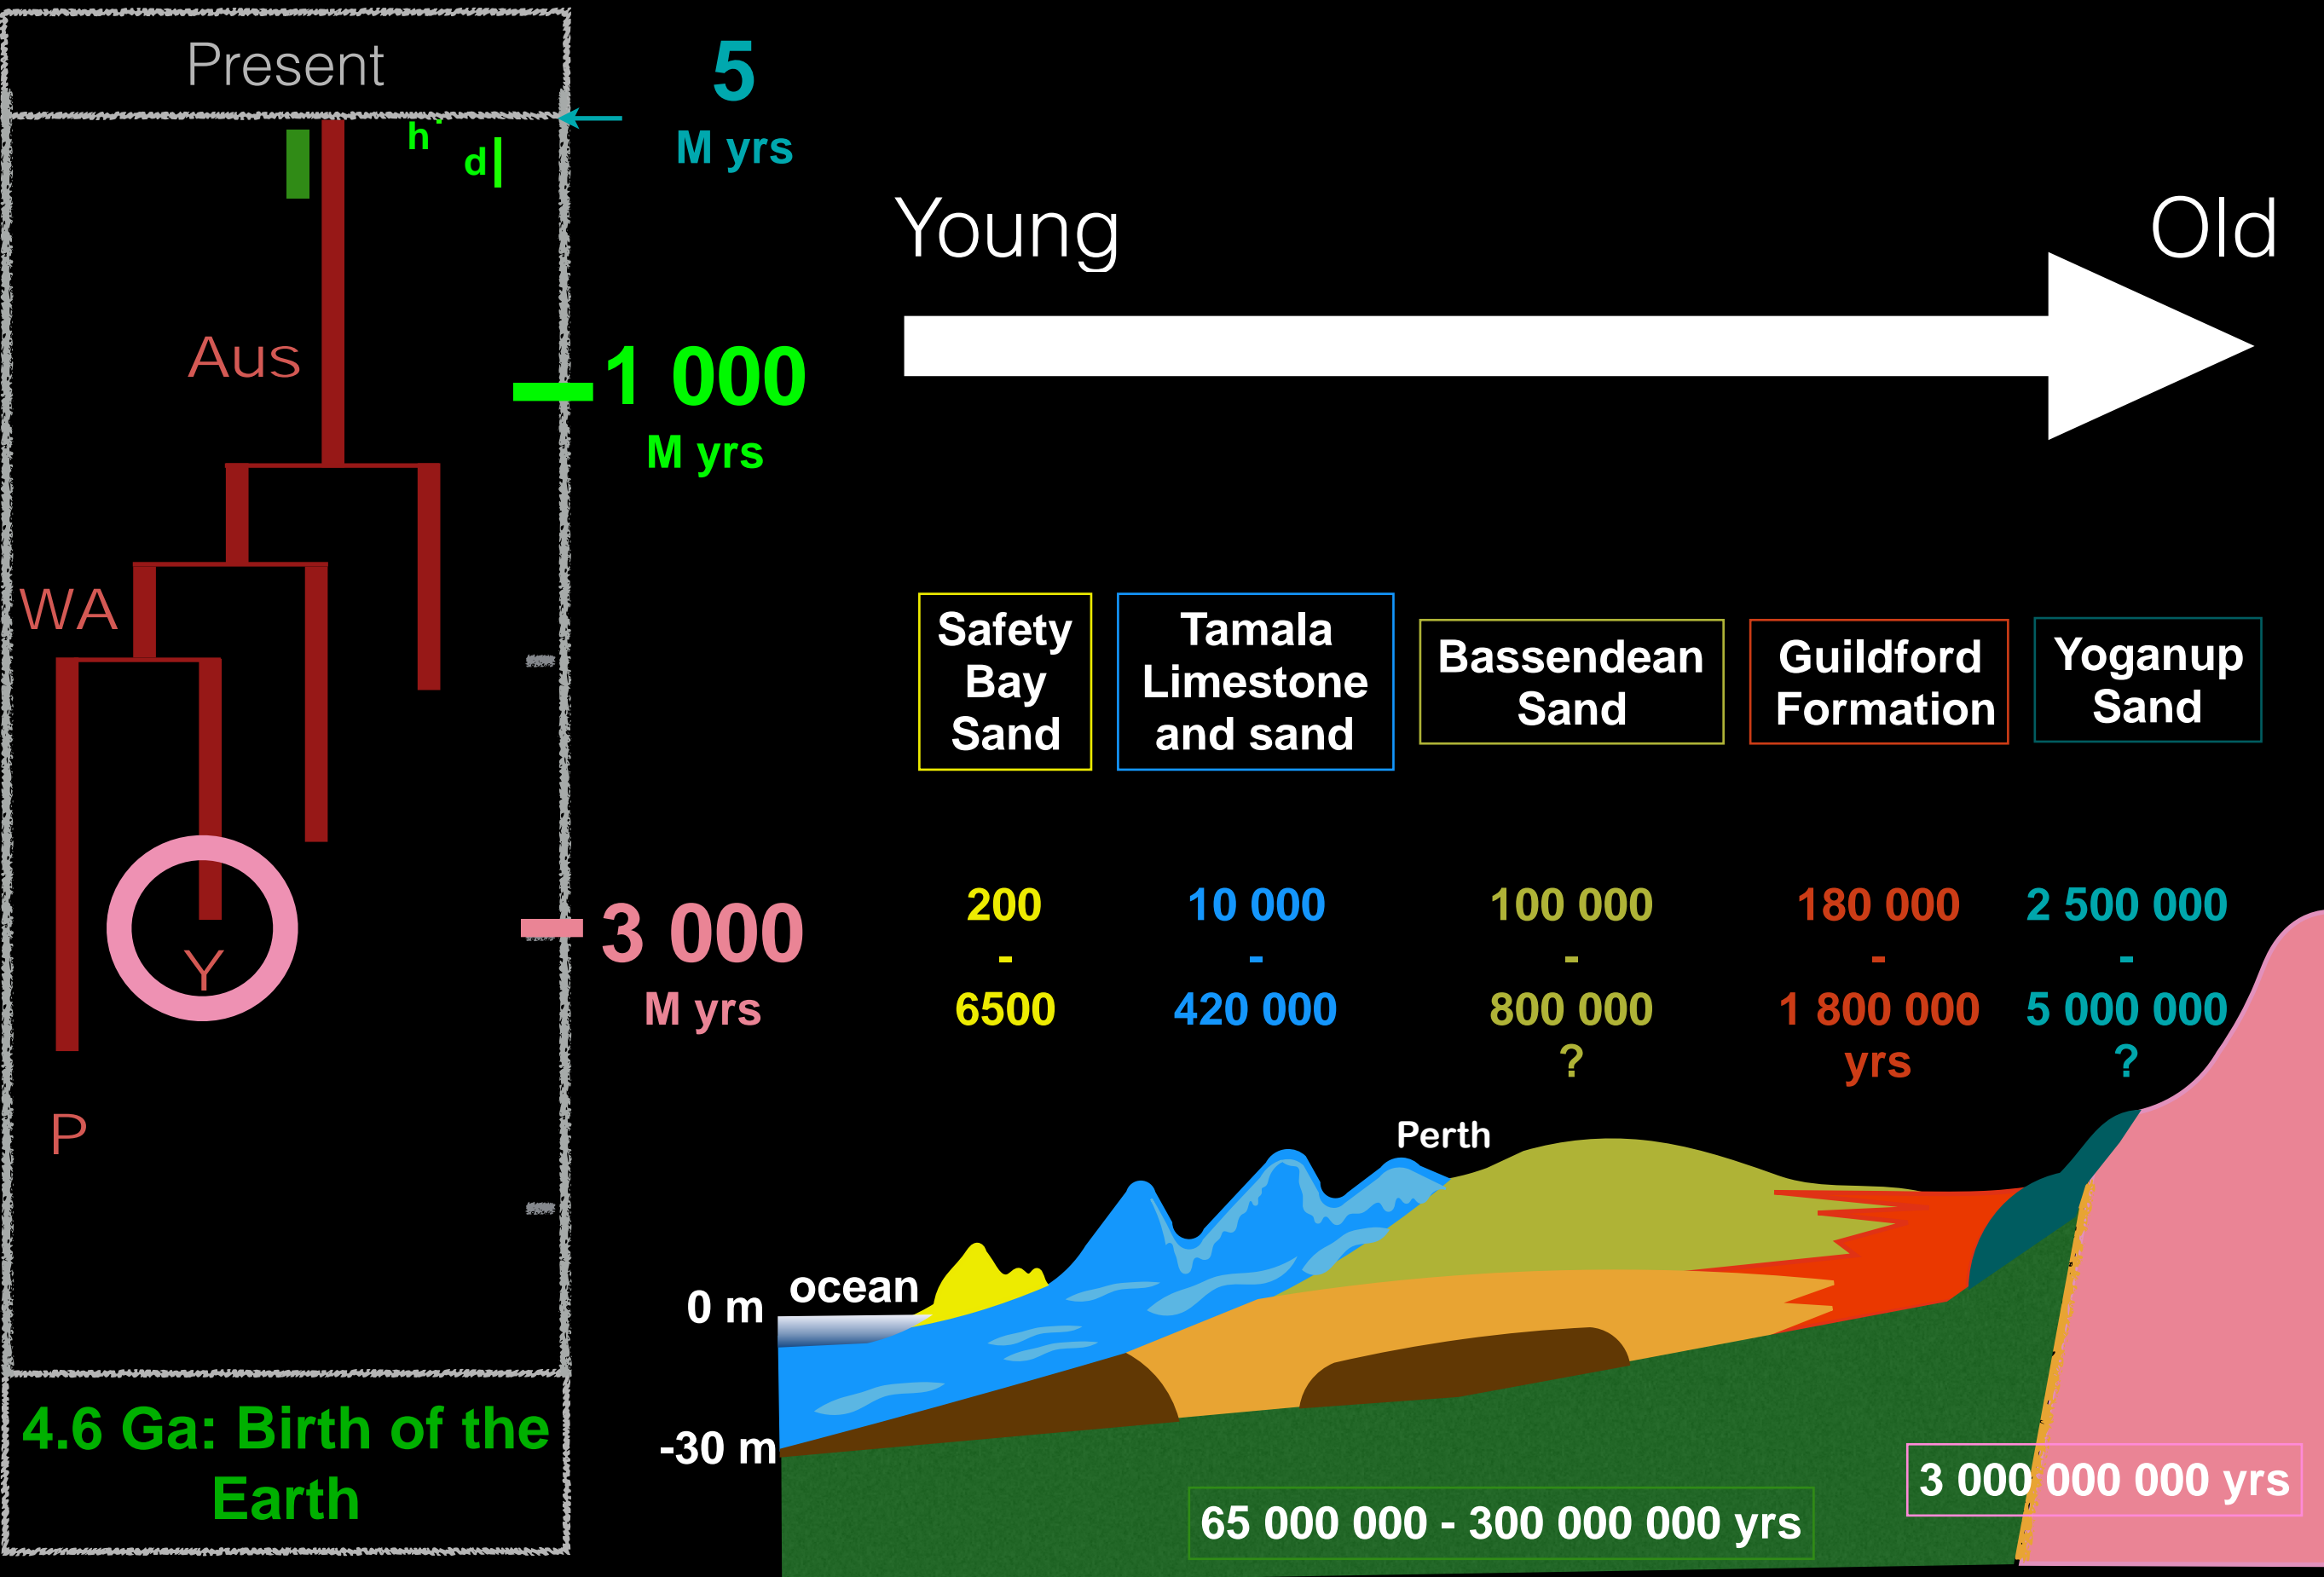 Present
h
d
Aus
WA
Y
P
4.6 Ga: Birth of the
Earth
5
M yrs
1 000
M yrs
3 000
M yrs
Young
Old
Safety
Bay
Sand
Tamala
Limestone
and sand
Bassendean
Sand
Guildford
Formation
Yoganup
Sand
200
-
6500
10 000
-
420 000
100 000
-
800 000
?
180 000
-
1 800 000
yrs
2 500 000
-
5 000 000
?
Perth
ocean
0 m
-30 m
65 000 000 - 300 000 000 yrs
3 000 000 000 yrs